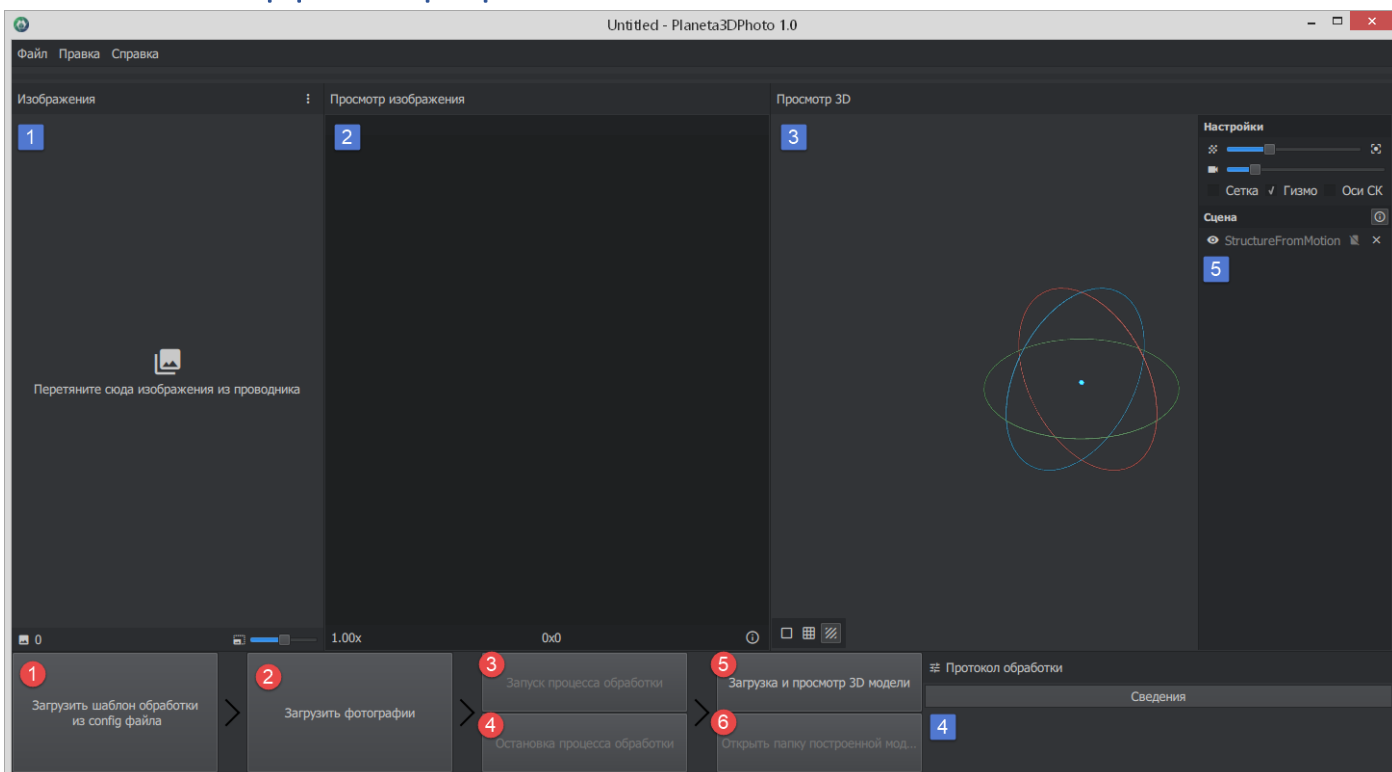 Untitled - Planeta3DPhoto 1.0
Файл Правка Справка
Изображения
Просмотр изображения
Просмотр 3D
1
2
3
Настройки
Сетка Гизмо Оси СК
Сцена
StructureFromMotion
5
Перетяните сюда изображения из проводника
0
1.00x
0x0
1
Загрузить шаблон обработки
из config файла
2
Загрузить фотографии
3
Запуск процесса обработки
4
Остановка процесса обработки
5
Загрузка и просмотр 3D модели
6
Открыть папку построенной мод...
Протокол обработки
Сведения
4